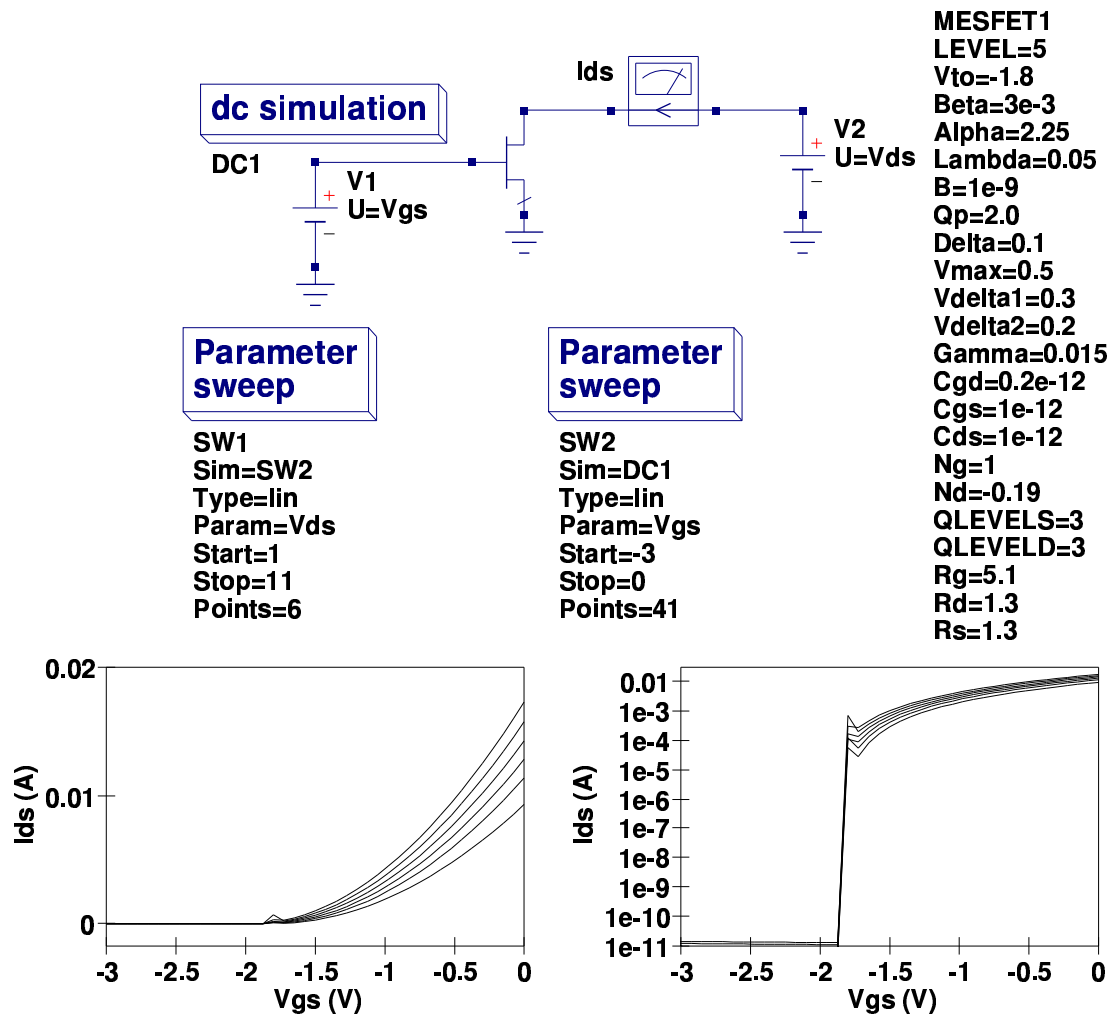 dc simulation
DC1
V1
U=Vgs
+
–
Ids
V2
U=Vds
+
–
MESFET1
LEVEL=5
Vto=-1.8
Beta=3e-3
Alpha=2.25
Lambda=0.05
B=1e-9
Qp=2.0
Delta=0.1
Vmax=0.5
Vdelta1=0.3
Vdelta2=0.2
Gamma=0.015
Cgd=0.2e-12
Cgs=1e-12
Cds=1e-12
Ng=1
Nd=-0.19
QLEVELS=3
QLEVELD=3
Rg=5.1
Rd=1.3
Rs=1.3
Parameter
sweep
SW1
Sim=SW2
Type=lin
Param=Vds
Start=1
Stop=11
Points=6
Parameter
sweep
SW2
Sim=DC1
Type=lin
Param=Vgs
Start=-3
Stop=0
Points=41
0.02
0.01
0
Ids (A)
-3 -2.5 -2 -1.5 -1 -0.5 0
Vgs (V)
0.01
1e-3
1e-4
1e-5
1e-6
1e-7
1e-8
1e-9
1e-10
1e-11
Ids (A)
-3 -2.5 -2 -1.5 -1 -0.5 0
Vgs (V)